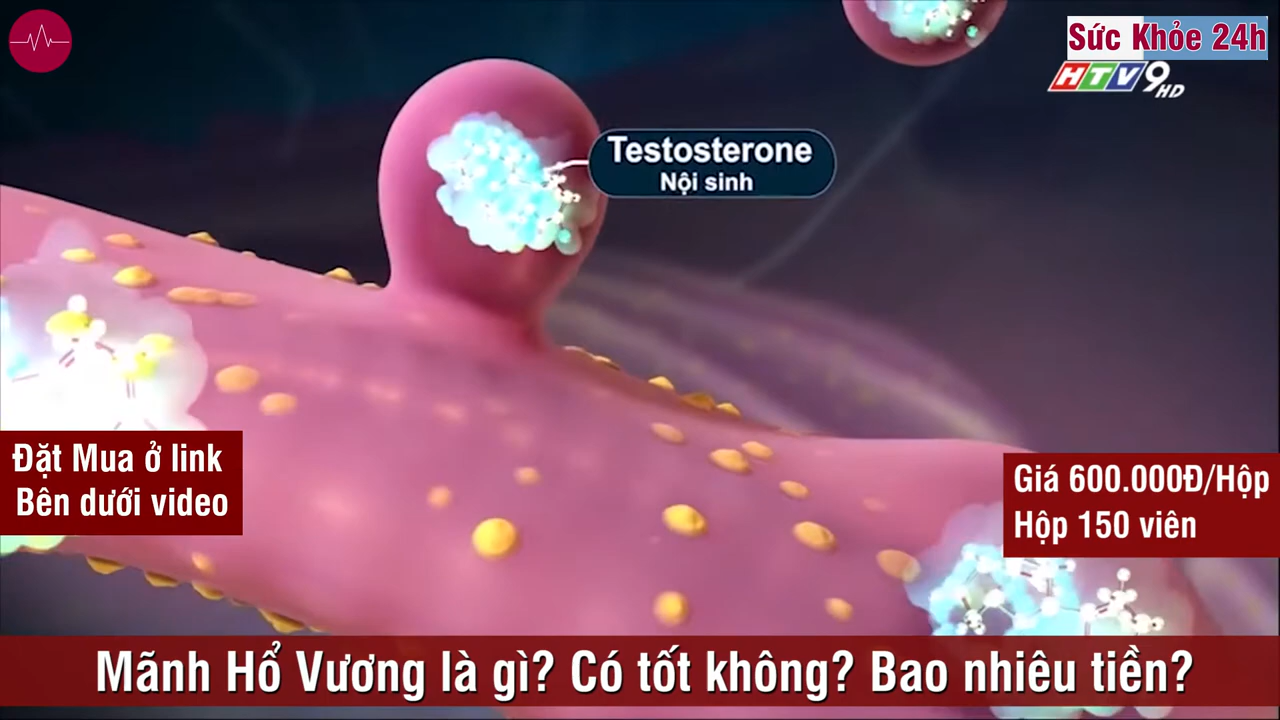 Sức Khỏe 24h
HTV9 HD
Testosterone
Nội sinh
Đặt Mua ở link
Bên dưới video
Giá 600.000Đ/Hộp
Hộp 150 viên
Mãnh Hổ Vương là gì? Có tốt không? Bao nhiêu tiền?